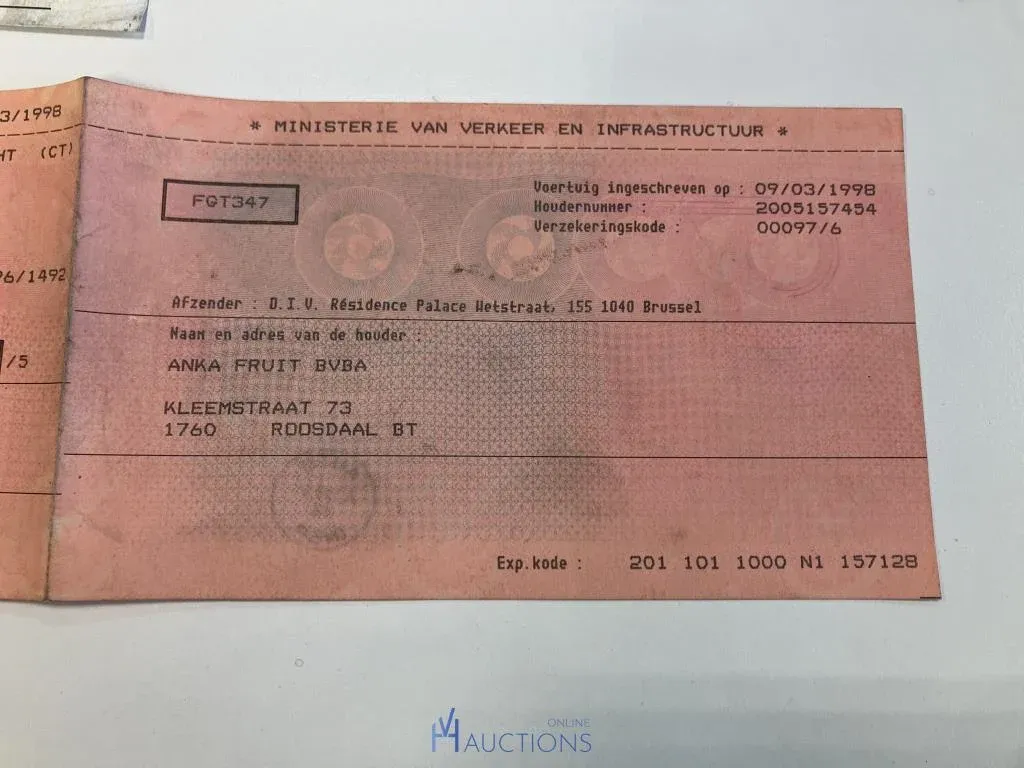 3/1998
HT (CT)
96/1492
/5
* MINISTERIE VAN VERKEER EN INFRASTRUCTUUR *
FGT347
Voertuig ingeschreven op : 09/03/1998
Houdernummer : 2005157454
Verzekeringskode : 00097/6
Afzender : D.I.V. Résidence Palace Wetstraat, 155 1040 Brussel
Naam en adres van de houder :
ANKA FRUIT BVBA
KLEEMSTRAAT 73
1760 ROOSDAAL BT
Exp.kode : 201 101 1000 N1 157128
HVA ONLINE
AUCTIONS